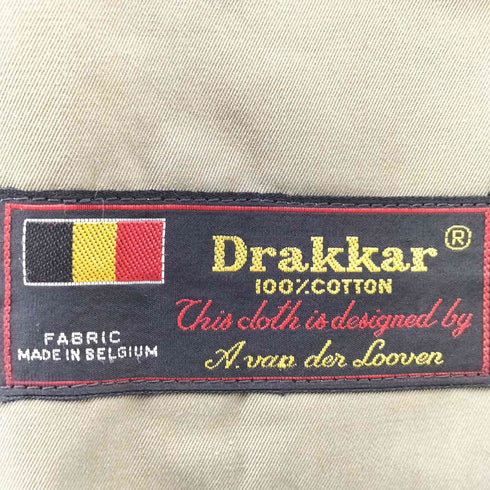 Drakkar®
100% COTTON
This cloth is designed by
A. van der Looven
FABRIC
MADE IN BELGIUM